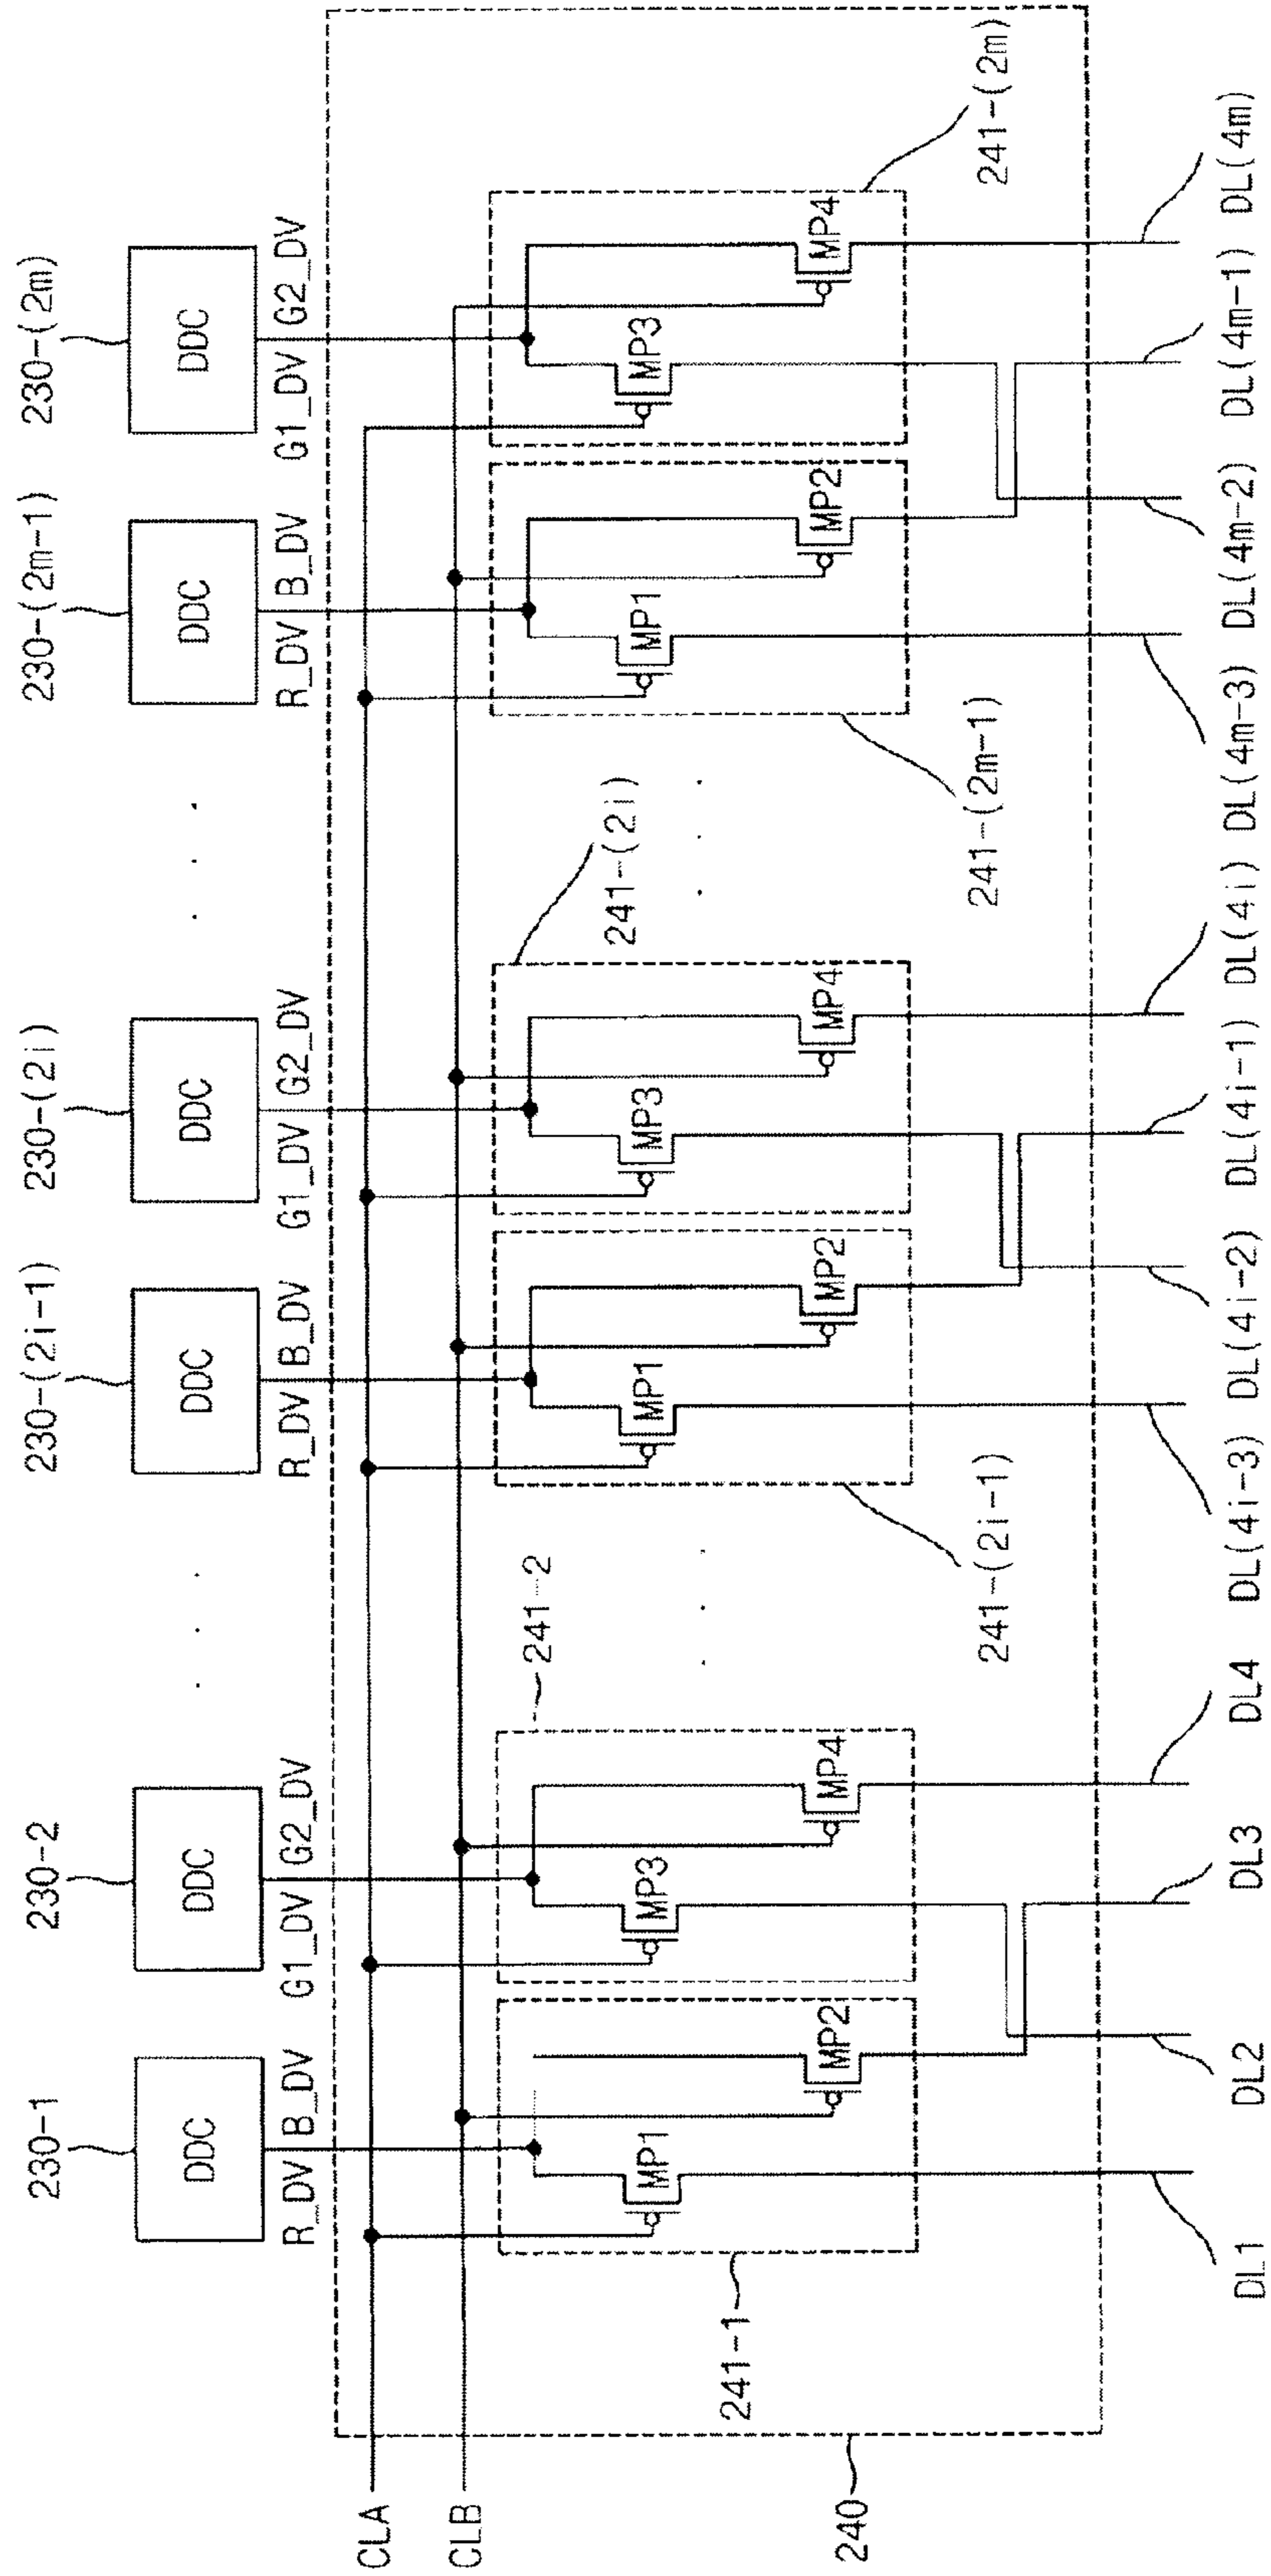 230-1 230-2 230-(2i-1) 230-(2i) 230-(2m-1) 230-(2m)
DDC DDC · · · DDC DDC · · · DDC DDC
R_DV B_DV G1_DV G2_DV R_DV B_DV G1_DV G2_DV R_DV B_DV G1_DV G2_DV
CLA
CLB
241-2 241-(2i)
MP1 MP3 MP1 MP3 MP1 MP3
· · · · · ·
241-1
MP2 MP4 MP2 MP4 MP2 MP4
240
241-(2i-1) 241-(2m-1) 241-(2m)
DL1 DL2 DL3 DL4 DL(4i-3) DL(4i-2) DL(4i-1) DL(4i) DL(4m-3) DL(4m-2) DL(4m-1) DL(4m)